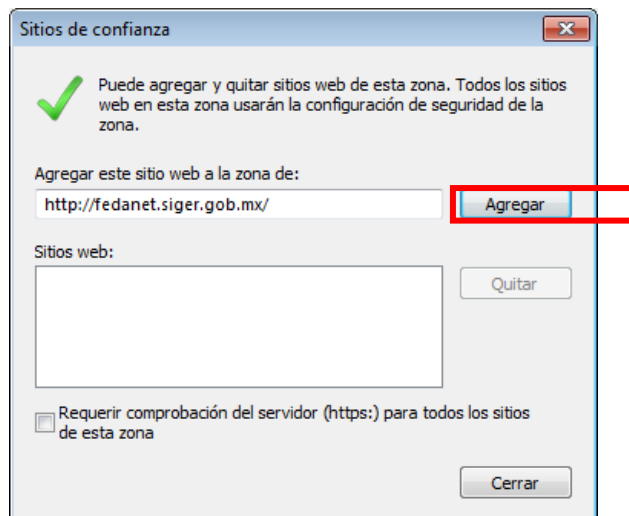 Sitios de confianza
Puede agregar y quitar sitios web de esta zona. Todos los sitios
web en esta zona usarán la configuración de seguridad de la
zona.
Agregar este sitio web a la zona de:
http://fedanet.siger.gob.mx/
Agregar
Sitios web:
Quitar
Requerir comprobación del servidor (https:) para todos los sitios
de esta zona
Cerrar